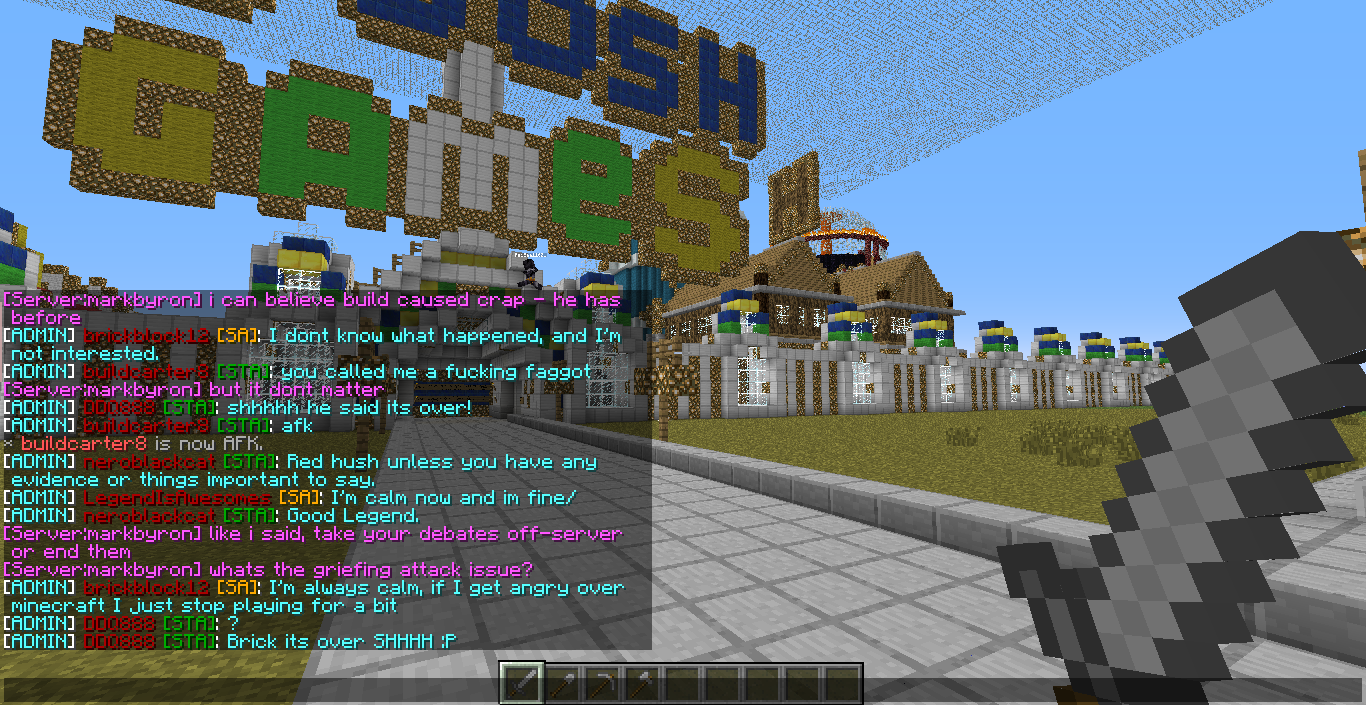 OSH
GAMES
[Server:markbyron] i can believe build caused crap - he has
before
[ADMIN] brickblock12 [SA]: I dont know what happened, and I'm
not interested.
[ADMIN] buildcarter8 [STA]: you called me a fucking faggot
[Server:markbyron] but it dont matter
[ADMIN] DDQ888 [STA]: shhhhh he said its over!
[ADMIN] buildcarter8 [STA]: afk
* buildcarter8 is now AFK.
[ADMIN] neroblackcat [STA]: Red hush unless you have any
evidence or things important to say.
[ADMIN] LegendIsAwesomes [SA]: I'm calm now and im fine/
[ADMIN] neroblackcat [STA]: Good Legend.
[Server:markbyron] like i said, take your debates off-server
or end them
[Server:markbyron] whats the griefing attack issue?
[ADMIN] brickblock12 [SA]: I'm always calm, if I get angry over
minecraft I just stop playing for a bit
[ADMIN] DDQ888 [STA]: ?
[ADMIN] DDQ888 [STA]: Brick its over SHHHH :P